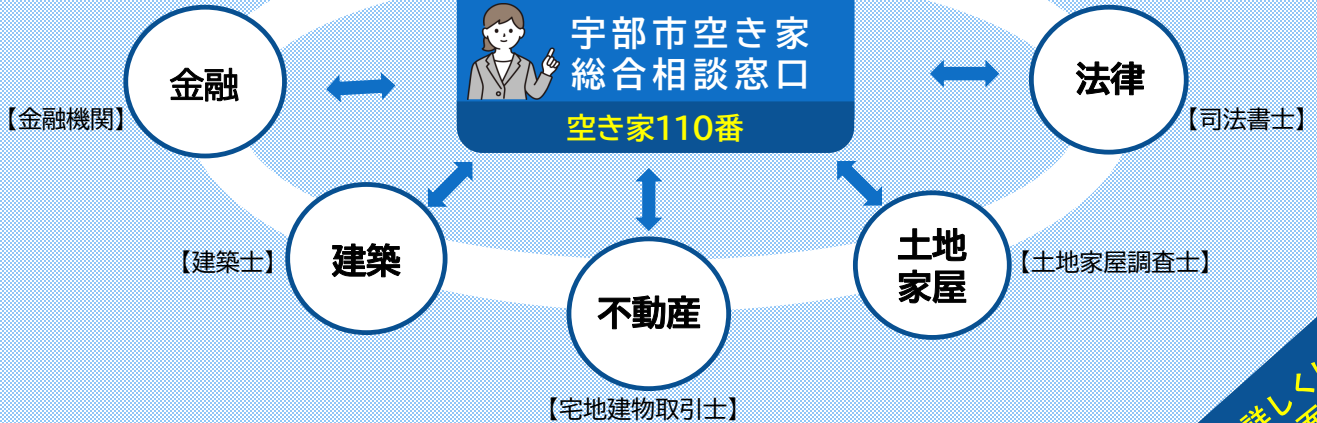 宇部市空き家
総合相談窓口
空き家110番
金融
【金融機関】
法律
【司法書士】
建築
【建築士】
土地
家屋
【土地家屋調査士】
不動産
【宅地建物取引士】
詳しく